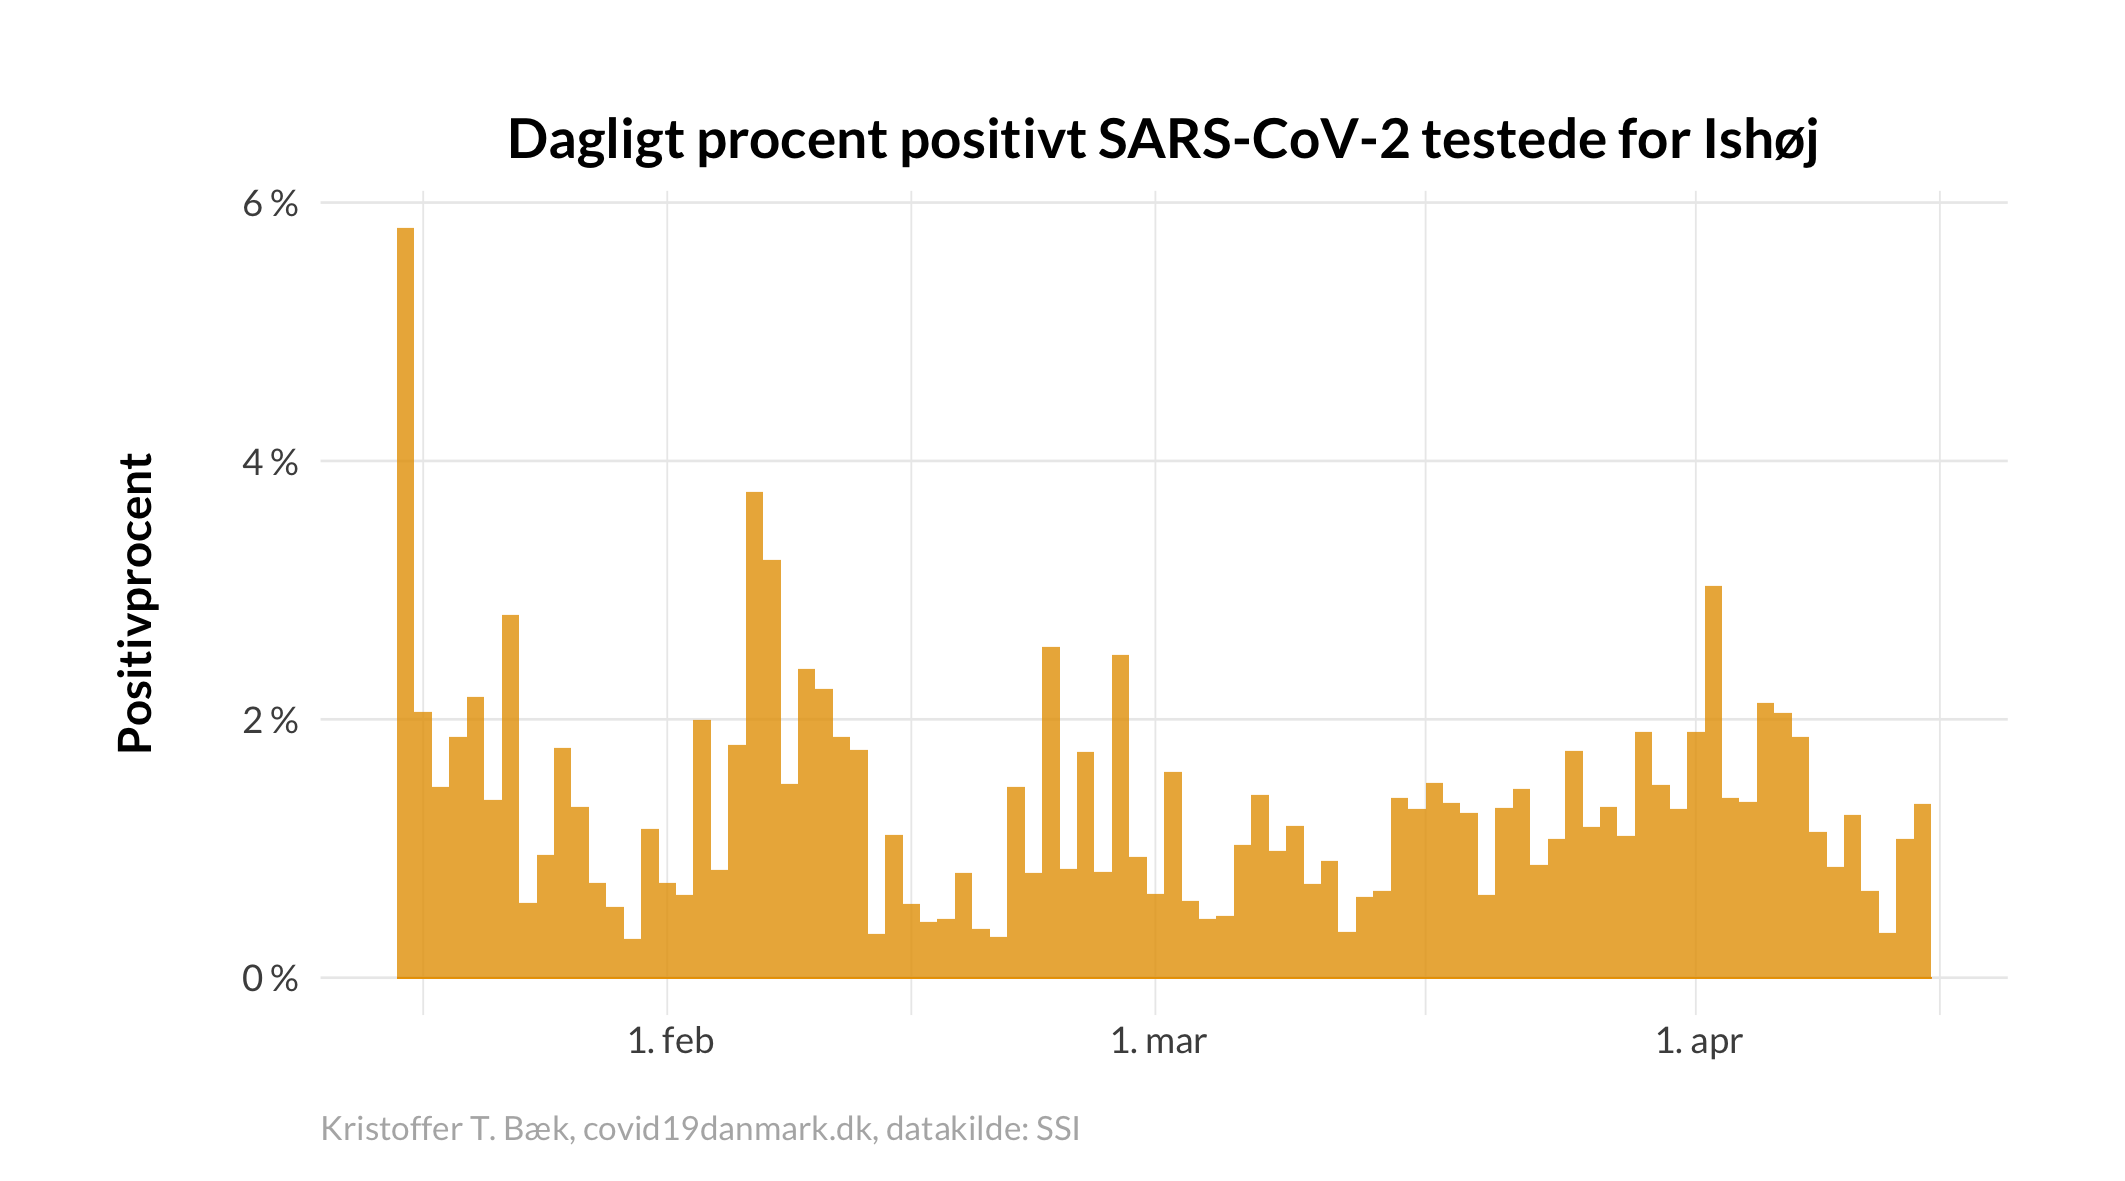 Dagligt procent positivt SARS-CoV-2 testede for Ishøj
Positivprocent
6 %
4 %
2 %
0 %
1. feb
1. mar
1. apr
Kristoffer T. Bæk, covid19danmark.dk, datakilde: SSI